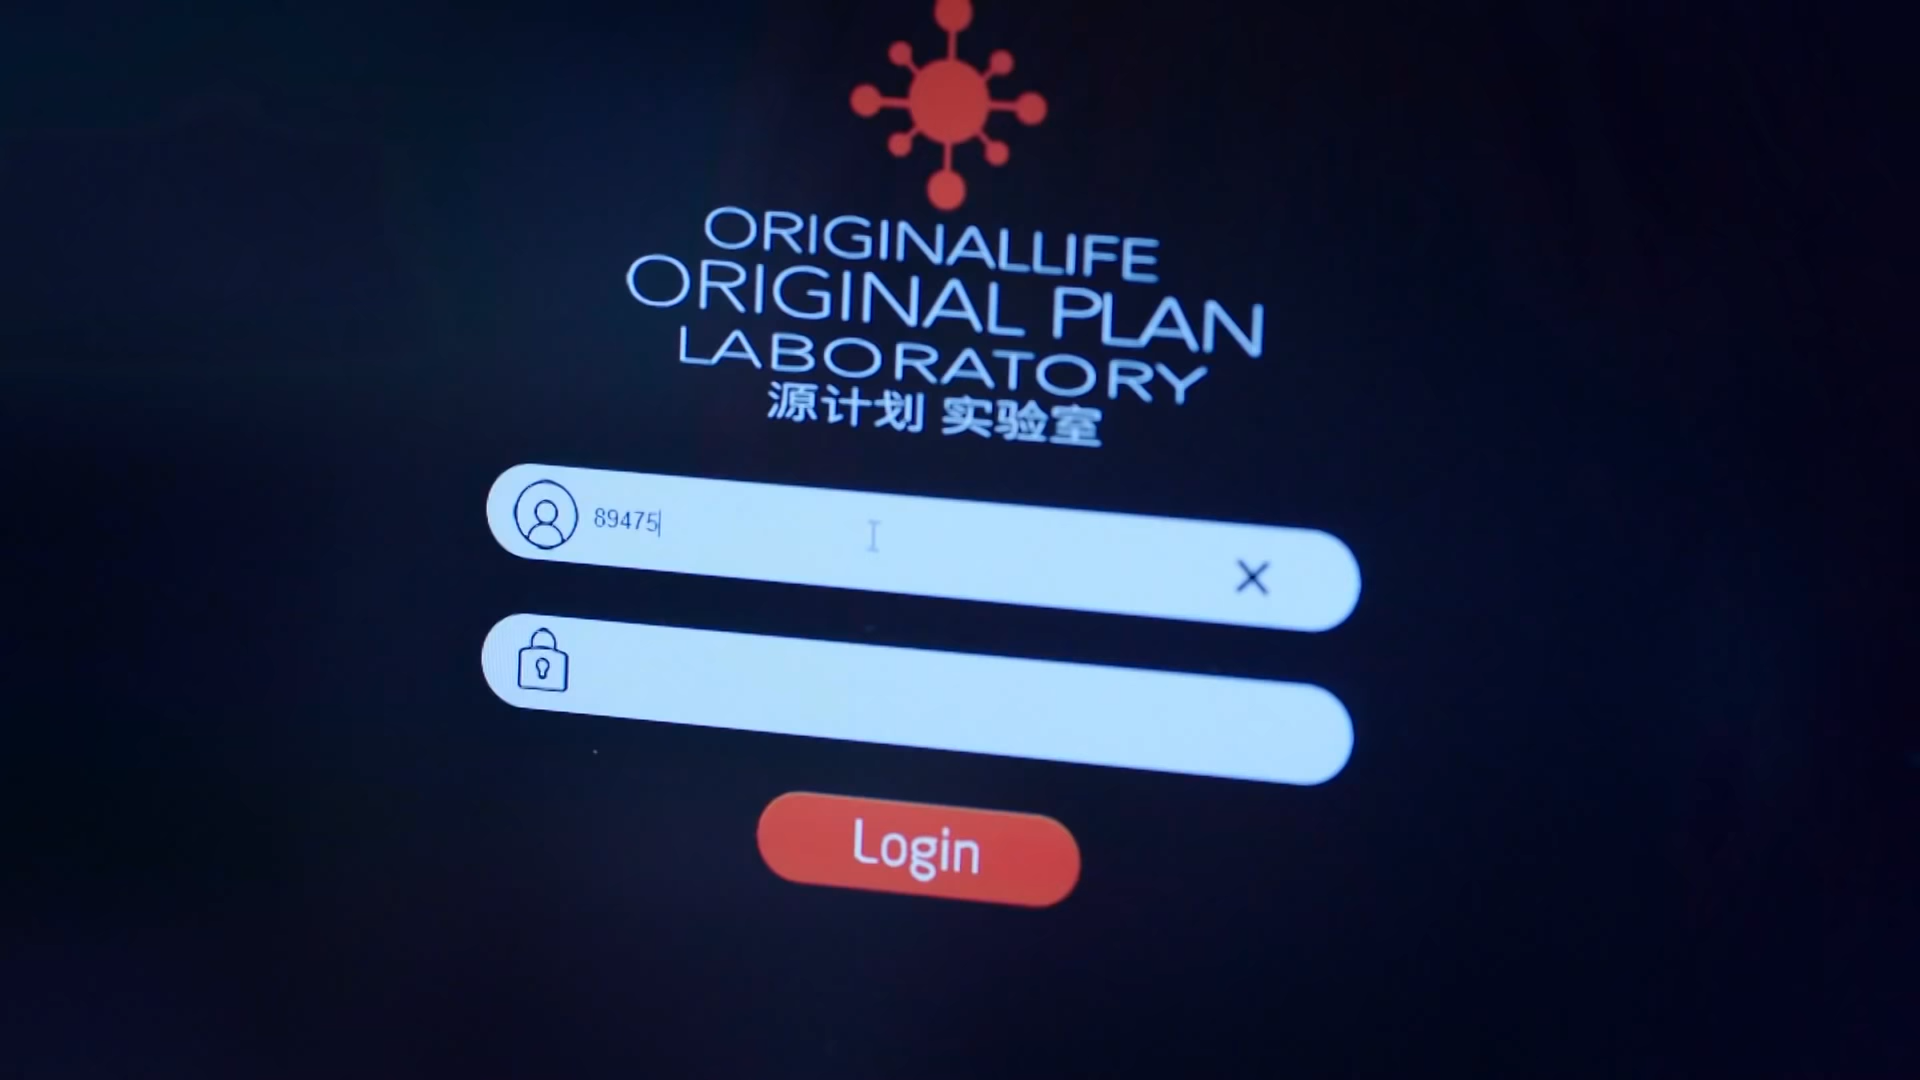 ORIGINALLIFE
ORIGINAL PLAN
LABORATORY
源计划 实验室
89475
Login